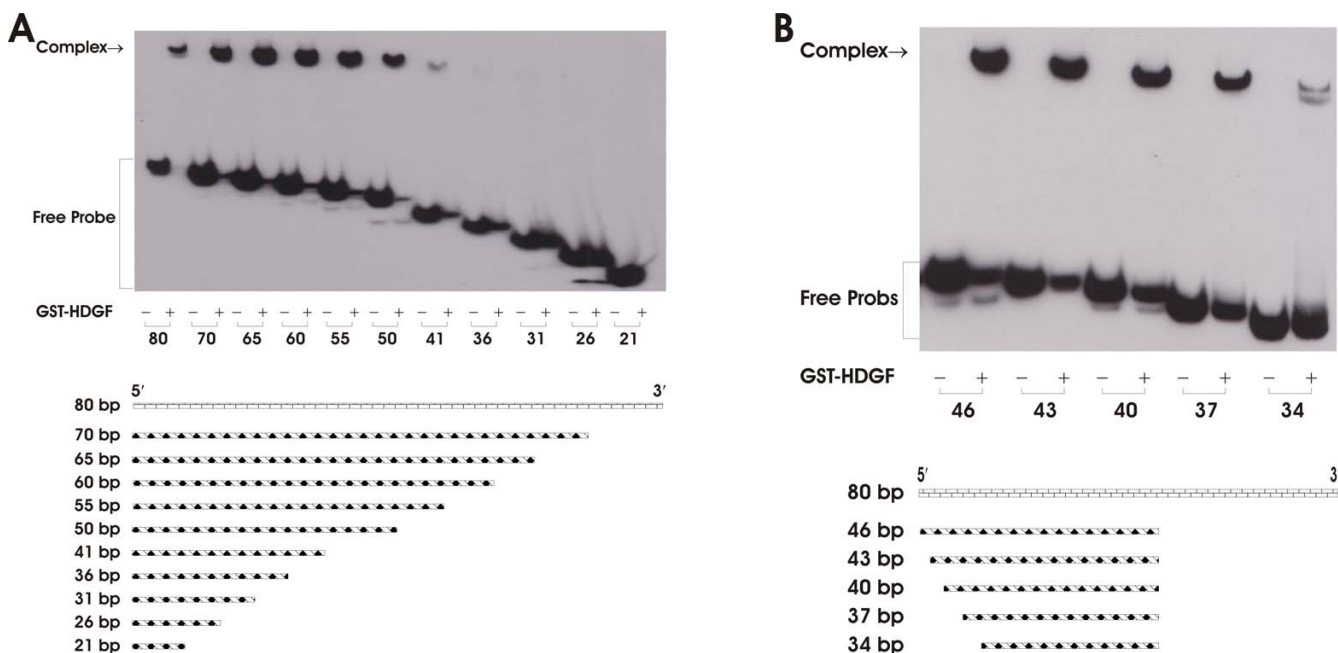 A
Complex→
Free Probe
GST-HDGF − + − + − + − + − + − + − + − + − + − + − +
80 70 65 60 55 50 41 36 31 26 21
5′ 3′
80 bp
70 bp
65 bp
60 bp
55 bp
50 bp
41 bp
36 bp
31 bp
26 bp
21 bp
B
Complex→
Free Probs
GST-HDGF − + − + − + − + − +
46 43 40 37 34
5′ 3
80 bp
46 bp
43 bp
40 bp
37 bp
34 bp